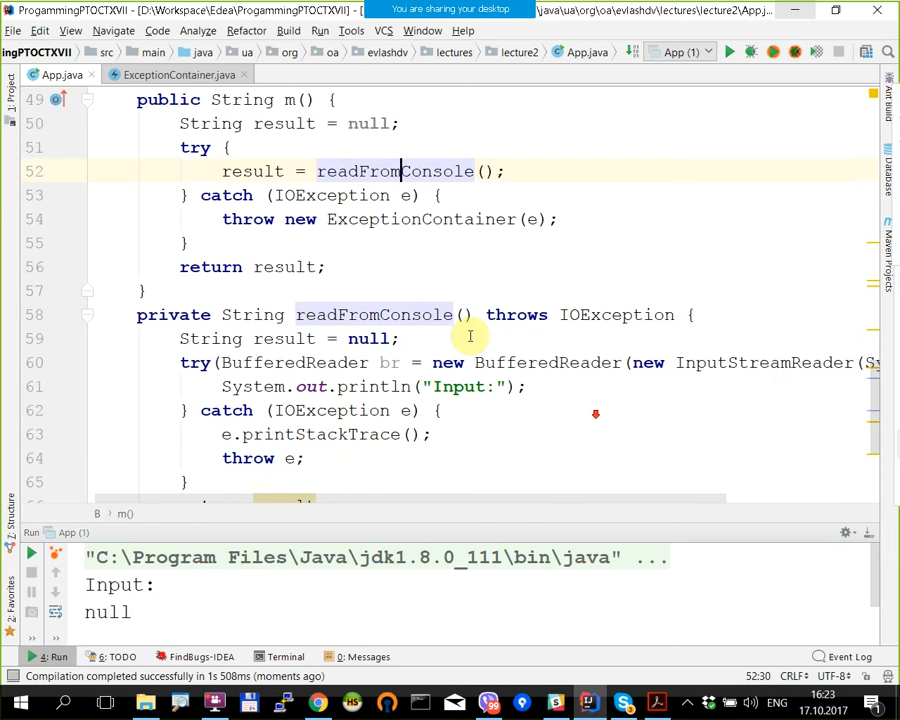 You are sharing your desktop
ProgammingPTOCTXVII - [D:\Workspace\Edea\ProgammingPTOCTXVII] - [ \java\ua\org\oa\evlashdv\lectures\lecture2\App.j...
File Edit View Navigate Code Analyze Refactor Build Run Tools VCS Window Help
ingPTOCTXVII src main java ua org oa evlashdv lectures lecture2 App.java App (1)
App.java ExceptionContainer.java
1: Project
7: Structure
2: Favorites
Ant Build
Database
Maven Projects
49 public String m() {
50 String result = null;
51 try {
52 result = readFromConsole();
53 } catch (IOException e) {
54 throw new ExceptionContainer(e);
55 }
56 return result;
57 }
58 private String readFromConsole() throws IOException {
59 String result = null;
60 try(BufferedReader br = new BufferedReader(new InputStreamReader(Sy
61 System.out.println("Input:");
62 } catch (IOException e) {
63 e.printStackTrace();
64 throw e;
65 }
B m()
Run App (1)
"C:\Program Files\Java\jdk1.8.0_111\bin\java" ...
Input:
null
4: Run 6: TODO FindBugs-IDEA Terminal 0: Messages Event Log
Compilation completed successfully in 1s 508ms (moments ago) 52:30 CRLF UTF-8
99 ENG 16:23
17.10.2017 1